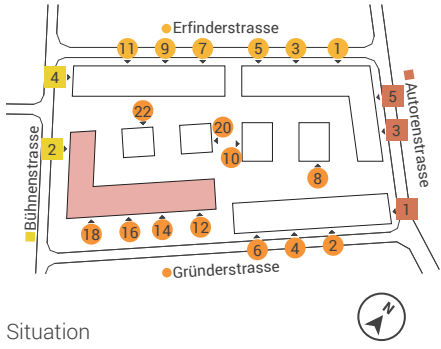 Erfinderstrasse
11 9 7 5 3 1
4
5
22
20
3
2
10
8
Bühnenstrasse
Autorenstrasse
18 16 14 12
1
6 4 2
Gründerstrasse
N
Situation